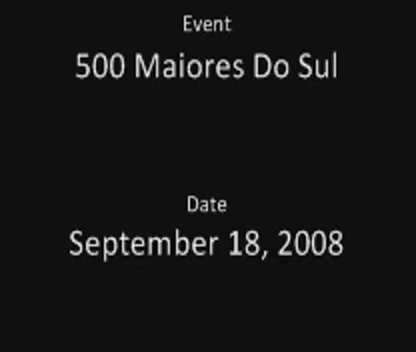 Event
500 Maiores Do Sul
Date
September 18, 2008